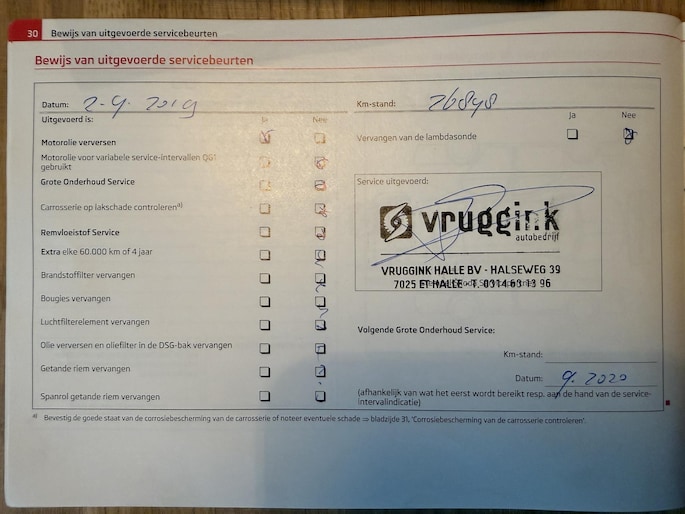 30 Bewijs van uitgevoerde servicebeurten
Bewijs van uitgevoerde servicebeurten
Datum: 2-9. 2019
Km-stand: 26898
Uitgevoerd is: Ja Nee
Ja Nee
Motorolie verversen
Vervangen van de lambdasonde
Motorolie voor variabele service-intervallen QG1
gebruikt
Grote Onderhoud Service
Service uitgevoerd:
Carrosserie op lakschade controleren a)
vruggink
autobedrijf
Remvloeistof Service
Extra elke 60.000 km of 4 jaar
VRUGGINK HALLE BV - HALSEWEG 39
7025 ET HALLE T. 0314 63 13 96
Brandstoffilter vervangen
Bougies vervangen
Luchtfilterelement vervangen
Volgende Grote Onderhoud Service:
Olie verversen en oliefilter in de DSG-bak vervangen
Km-stand:
Getande riem vervangen
Datum: 9. 2020
Spanrol getande riem vervangen
(afhankelijk van wat het eerst wordt bereikt resp. aan de hand van de service-
intervalindicatie)
a) Bevestig de goede staat van de corrosiebescherming van de carrosserie of noteer eventuele schade ⇒ bladzijde 31, 'Corrosiebescherming van de carrosserie controleren'.